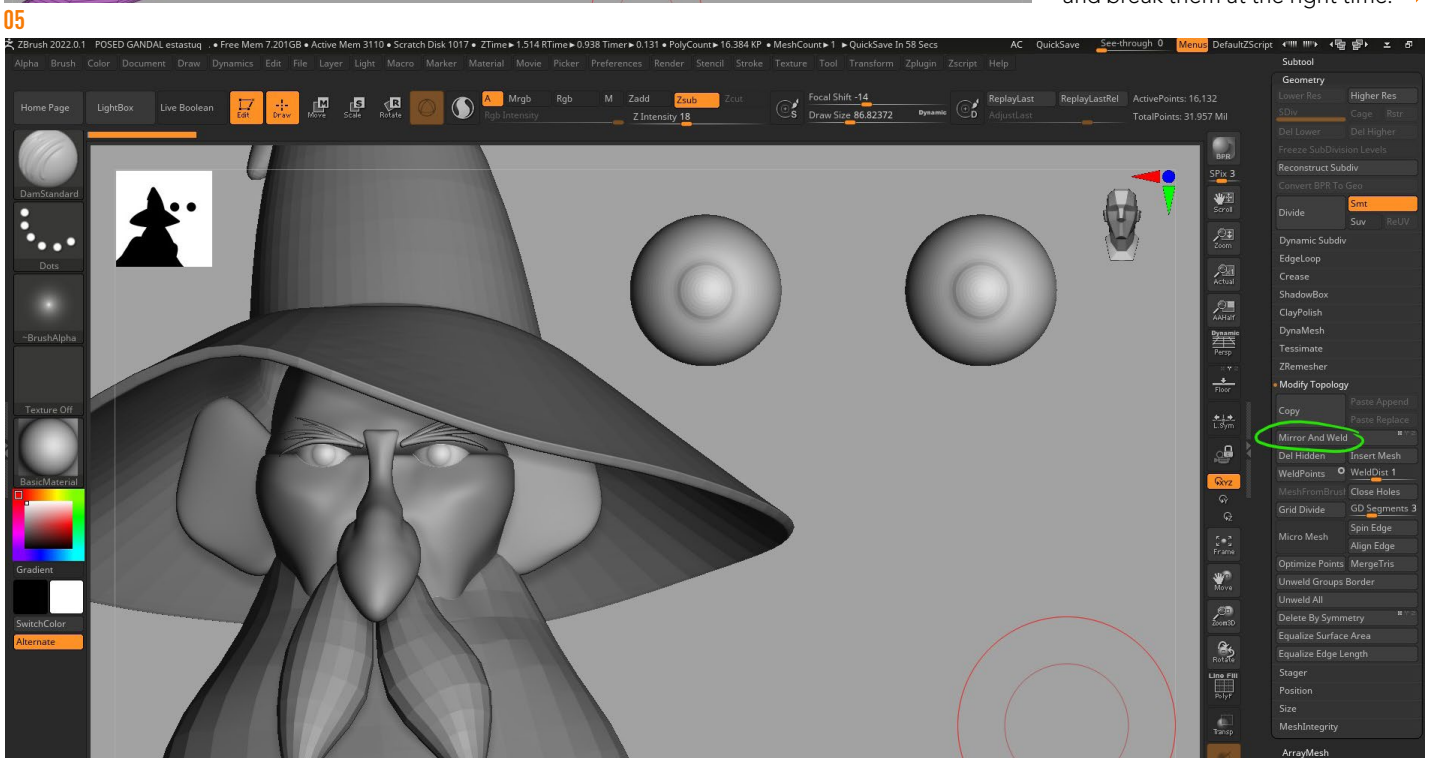 and break them at the right time.
05
ZBrush 2022.0.1 POSED GANDAL estastuq . • Free Mem 7.201GB • Active Mem 3110 • Scratch Disk 1017 • ZTime►1.514 RTime►0.938 Timer►0.131 • PolyCount►16.384 KP • MeshCount►1 ►QuickSave In 58 Secs AC QuickSave See-through 0 Menus DefaultZScript
Alpha Brush Color Document Draw Dynamics Edit File Layer Light Macro Marker Material Movie Picker Preferences Render Stencil Stroke Texture Tool Transform Zplugin Zscript Help
Home Page LightBox Live Boolean Edit Draw Move Scale Rotate
A Mrgb Rgb M Zadd Zsub Zcut
Rgb Intensity Z Intensity 18
Focal Shift -14
S Draw Size 86.82372 Dynamic D
ReplayLast ReplayLastRel ActivePoints: 16,132
AdjustLast TotalPoints: 31.957 Mil
DamStandard
Dots
~BrushAlpha
Texture Off
BasicMaterial
Gradient
SwitchColor
Alternate
BPR
SPix 3
Scroll
Zoom
Actual
AAHalf
Dynamic
Persp
Floor
L.Sym
XYZ
Y
Z
Frame
Move
Zoom3D
Rotate
Line Fill
PolyF
Transp
Subtool
Geometry
Lower Res Higher Res
SDiv Cage Rstr
Del Lower Del Higher
Freeze SubDivision Levels
Reconstruct Subdiv
Convert BPR To Geo
Divide Smt
Suv ReUV
Dynamic Subdiv
EdgeLoop
Crease
ShadowBox
ClayPolish
DynaMesh
Tessimate
ZRemesher
Modify Topology
Copy Paste Append
Paste Replace
Mirror And Weld
Del Hidden Insert Mesh
WeldPoints WeldDist 1
MeshFromBrush Close Holes
Grid Divide GD Segments 3
Micro Mesh Spin Edge
Align Edge
Optimize Points MergeTris
Unweld Groups Border
Unweld All
Delete By Symmetry
Equalize Surface Area
Equalize Edge Length
Stager
Position
Size
MeshIntegrity
ArrayMesh